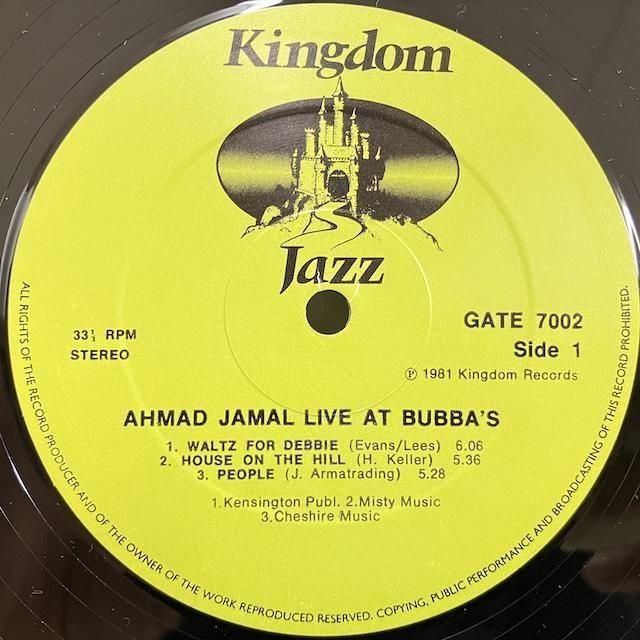 Kingdom
Jazz
33⅓ RPM
STEREO
GATE 7002
Side 1
Ⓟ 1981 Kingdom Records
AHMAD JAMAL LIVE AT BUBBA'S
1. WALTZ FOR DEBBIE (Evans/Lees) 6.06
2. HOUSE ON THE HILL (H. Keller) 5.36
3. PEOPLE (J. Armatrading) 5.28
1.Kensington Publ. 2.Misty Music
3.Cheshire Music
ALL RIGHTS OF THE RECORD PRODUCER AND OF THE OWNER OF THE WORK REPRODUCED RESERVED. COPYING, PUBLIC PERFORMANCE AND BROADCASTING OF THIS RECORD PROHIBITED.